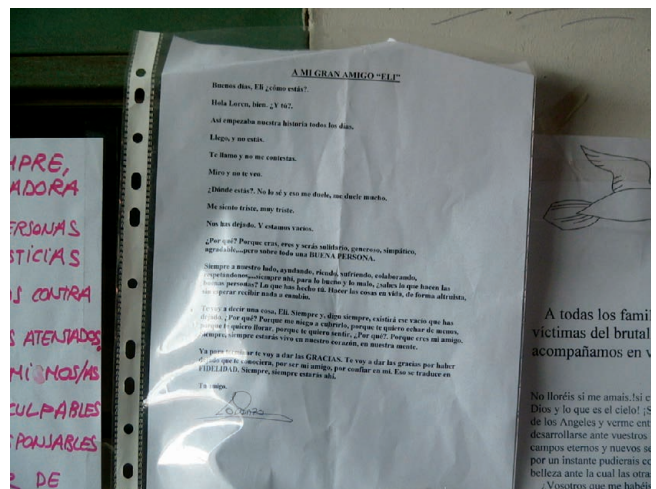 A MI GRAN AMIGO “ELI”
Buenos días, Eli ¿cómo estás?.
Hola Loren, bien. ¿Y tú?.
Así empezaba nuestra historia todos los días.
Llego, y no estás.
Te llamo y no me contestas.
Miro y no te veo.
¿Dónde estás?. No lo sé y eso me duele, me duele mucho.
Me siento triste, muy triste.
Nos has dejado. Y estamos vacíos.
¿Por qué? Porque eras, eres y serás solitario, generoso, simpático,
agradable....pero sobre todo una BUENA PERSONA.
Siempre a nuestro lado, ayudando, riendo, sufriendo, colaborando,
respetándonos,...siempre ahí, para lo bueno y lo malo, ¿sabes lo que hacen las
buenas personas? Lo que has hecho tú. Hacer las cosas en vida, de forma altruista,
sin esperar recibir nada a cambio.
Te voy a decir una cosa, Eli. Siempre y, digo siempre, existirá ese vacío que has
dejado. ¿Por qué? Porque me niego a cubrirlo, porque te quiero echar de menos,
porque te quiero llorar, porque te quiero sentir. ¿Por qué?. Porque eres mi amigo.
siempre, siempre estarás vivo en nuestro corazón, en nuestra mente.
Ya para terminar te voy a dar las GRACIAS. Te voy a dar las gracias por haber
dejado que te conociera, por ser mi amigo, por confiar en mi. Eso se traduce en
FIDELIDAD. Siempre, siempre estarás ahí.
Tu amigo.
Lorenzo
MPRE,
ADORA
ERSONAS
STICIAS
S CONTRA
S ATENTADOS
MISMOS/AS
CULPABLES
SPONSABLES
R DE
A todas los famil
victimas del brutal
acompañamos en v
No lloréis si me amais.!si c
Dios y lo que es el cielo! ¡S
de los Angeles y verme ent
desarrollarse ante vuestros
campos eternos y nuevos se
por un instante pudierais co
belleza ante la cual las otra
¿Vosotros que me habéis